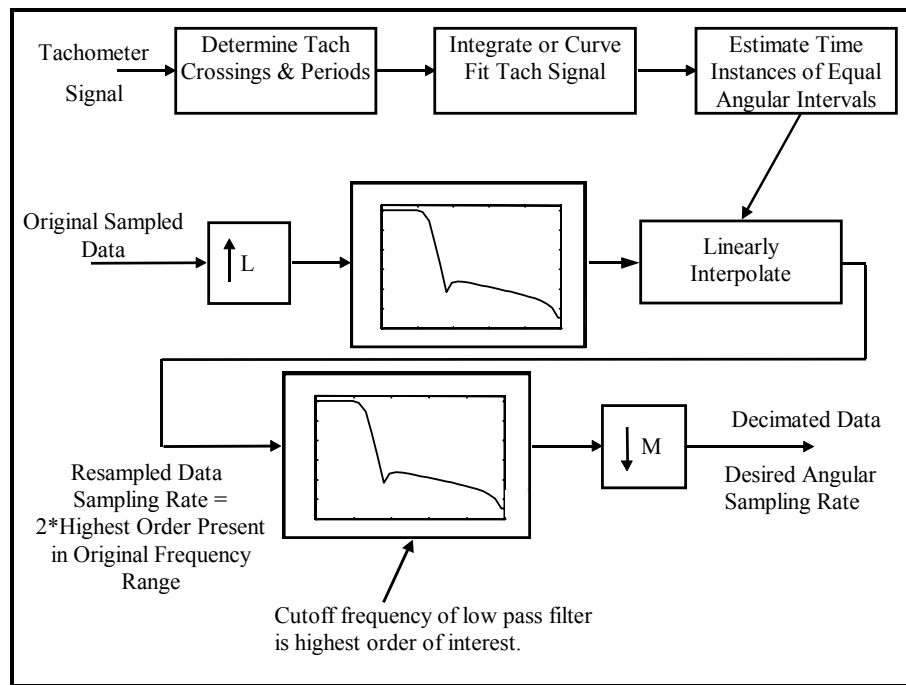 Tachometer
Signal
Determine Tach
Crossings & Periods
Integrate or Curve
Fit Tach Signal
Estimate Time
Instances of Equal
Angular Intervals
Original Sampled
Data
L
Linearly
Interpolate
Resampled Data
Sampling Rate =
2*Highest Order Present
in Original Frequency
Range
M
Decimated Data
Desired Angular
Sampling Rate
Cutoff frequency of low pass filter
is highest order of interest.